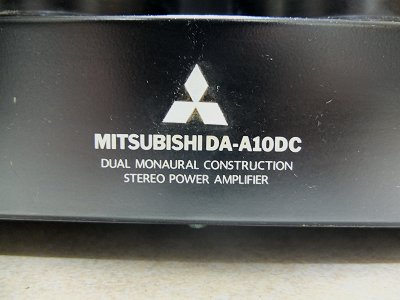 MITSUBISHI DA-A10DC
DUAL MONAURAL CONSTRUCTION
STEREO POWER AMPLIFIER